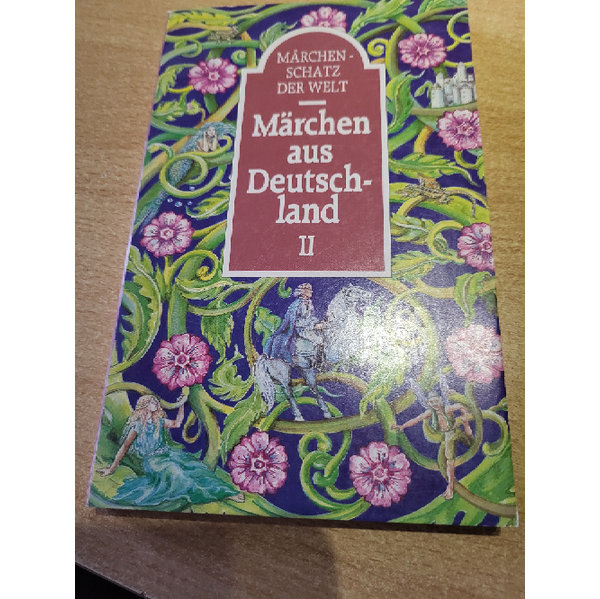 MÄRCHEN-
SCHATZ
DER WELT
Märchen
aus
Deutsch-
land
II